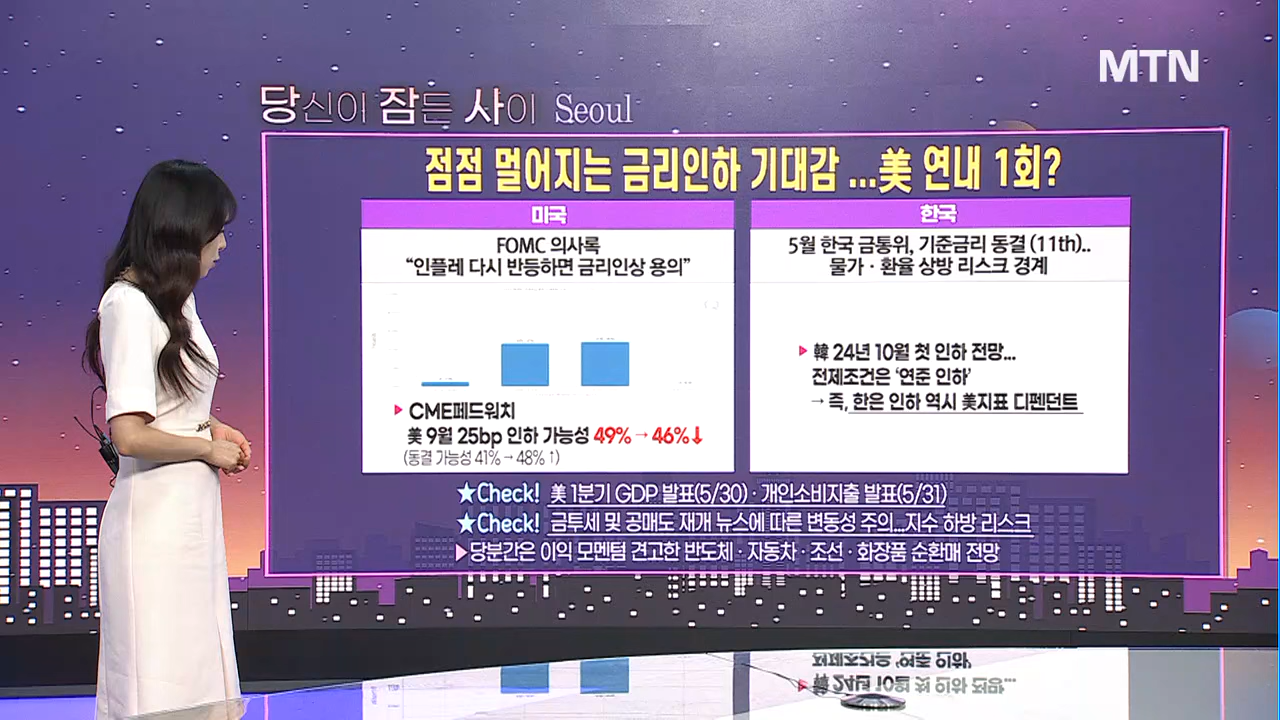 MTN
당신이 잠든 사이 Seoul
점점 멀어지는 금리인하 기대감 ...美 연내 1회?
미국
FOMC 의사록
“인플레 다시 반등하면 금리인상 용의”
▶ CME페드워치
美 9월 25bp 인하 가능성 49% → 46%↓
(동결 가능성 41% → 48% ↑)
한국
5월 한국 금통위, 기준금리 동결 (11th)..
물가 · 환율 상방 리스크 경계
▶ 韓 24년 10월 첫 인하 전망...
전제조건은 ‘연준 인하’
→ 즉, 한은 인하 역시 美지표 디펜던트
★Check! 美 1분기 GDP 발표(5/30) · 개인소비지출 발표(5/31)
★Check! 금투세 및 공매도 재개 뉴스에 따른 변동성 주의...지수 하방 리스크
▶당분간은 이익 모멘텀 견고한 반도체 · 자동차 · 조선 · 화장품 순환매 전망